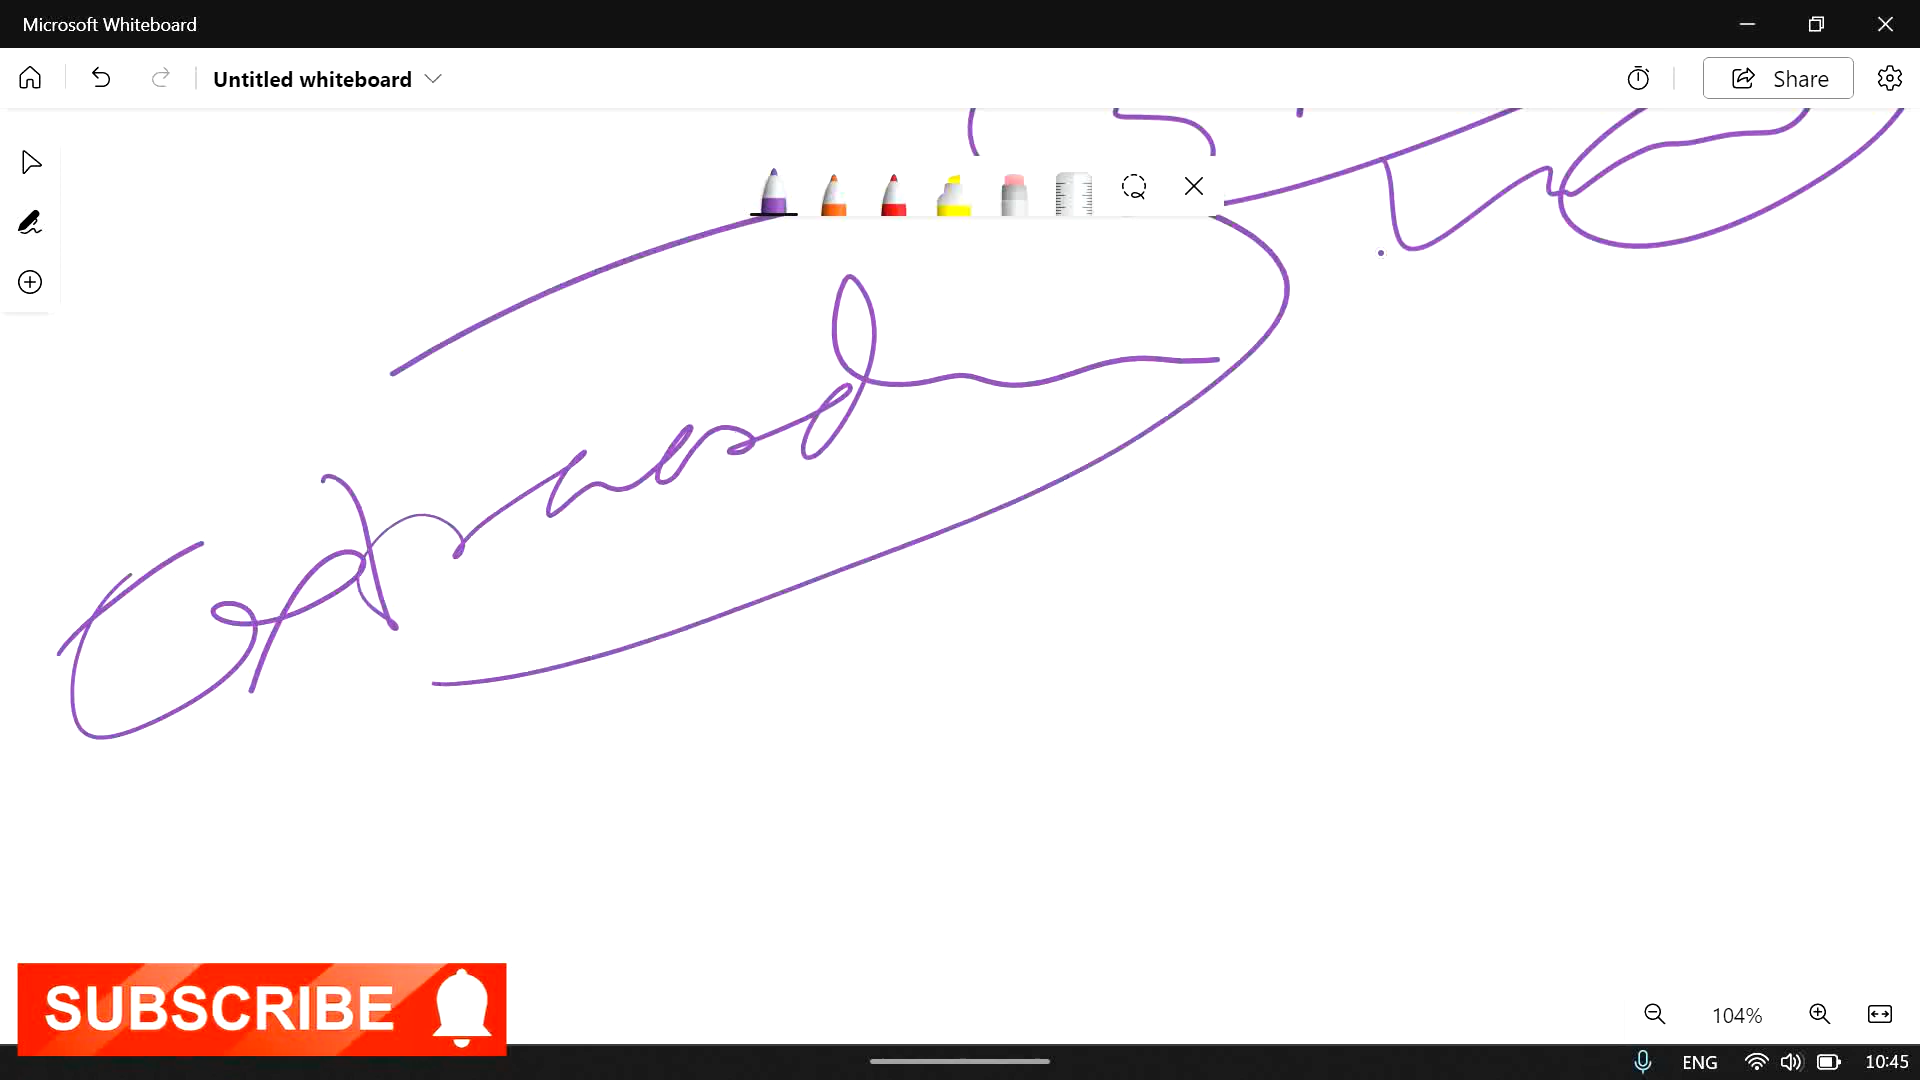 Microsoft Whiteboard
Untitled whiteboard
Share
SUBSCRIBE
104%
ENG
10:45